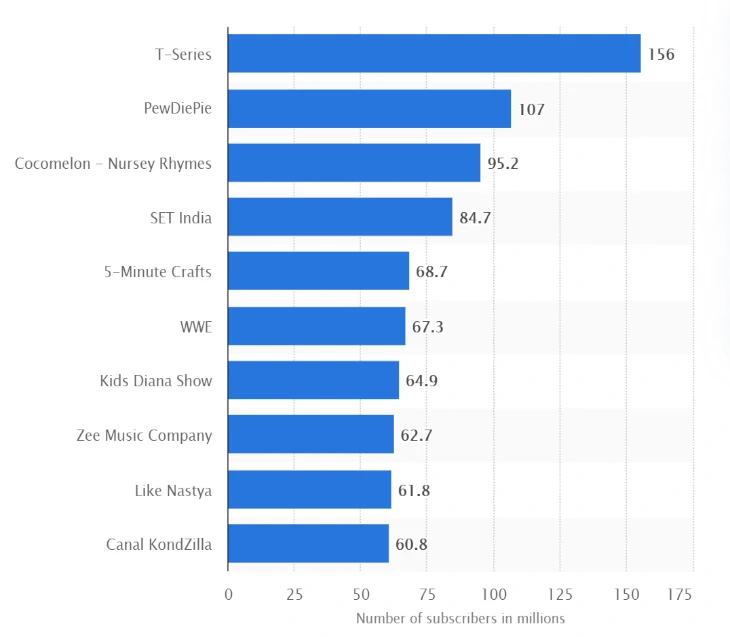 T-Series 156
PewDiePie 107
Cocomelon - Nursey Rhymes 95.2
SET India 84.7
5-Minute Crafts 68.7
WWE 67.3
Kids Diana Show 64.9
Zee Music Company 62.7
Like Nastya 61.8
Canal KondZilla 60.8
0 25 50 75 100 125 150 175
Number of subscribers in millions